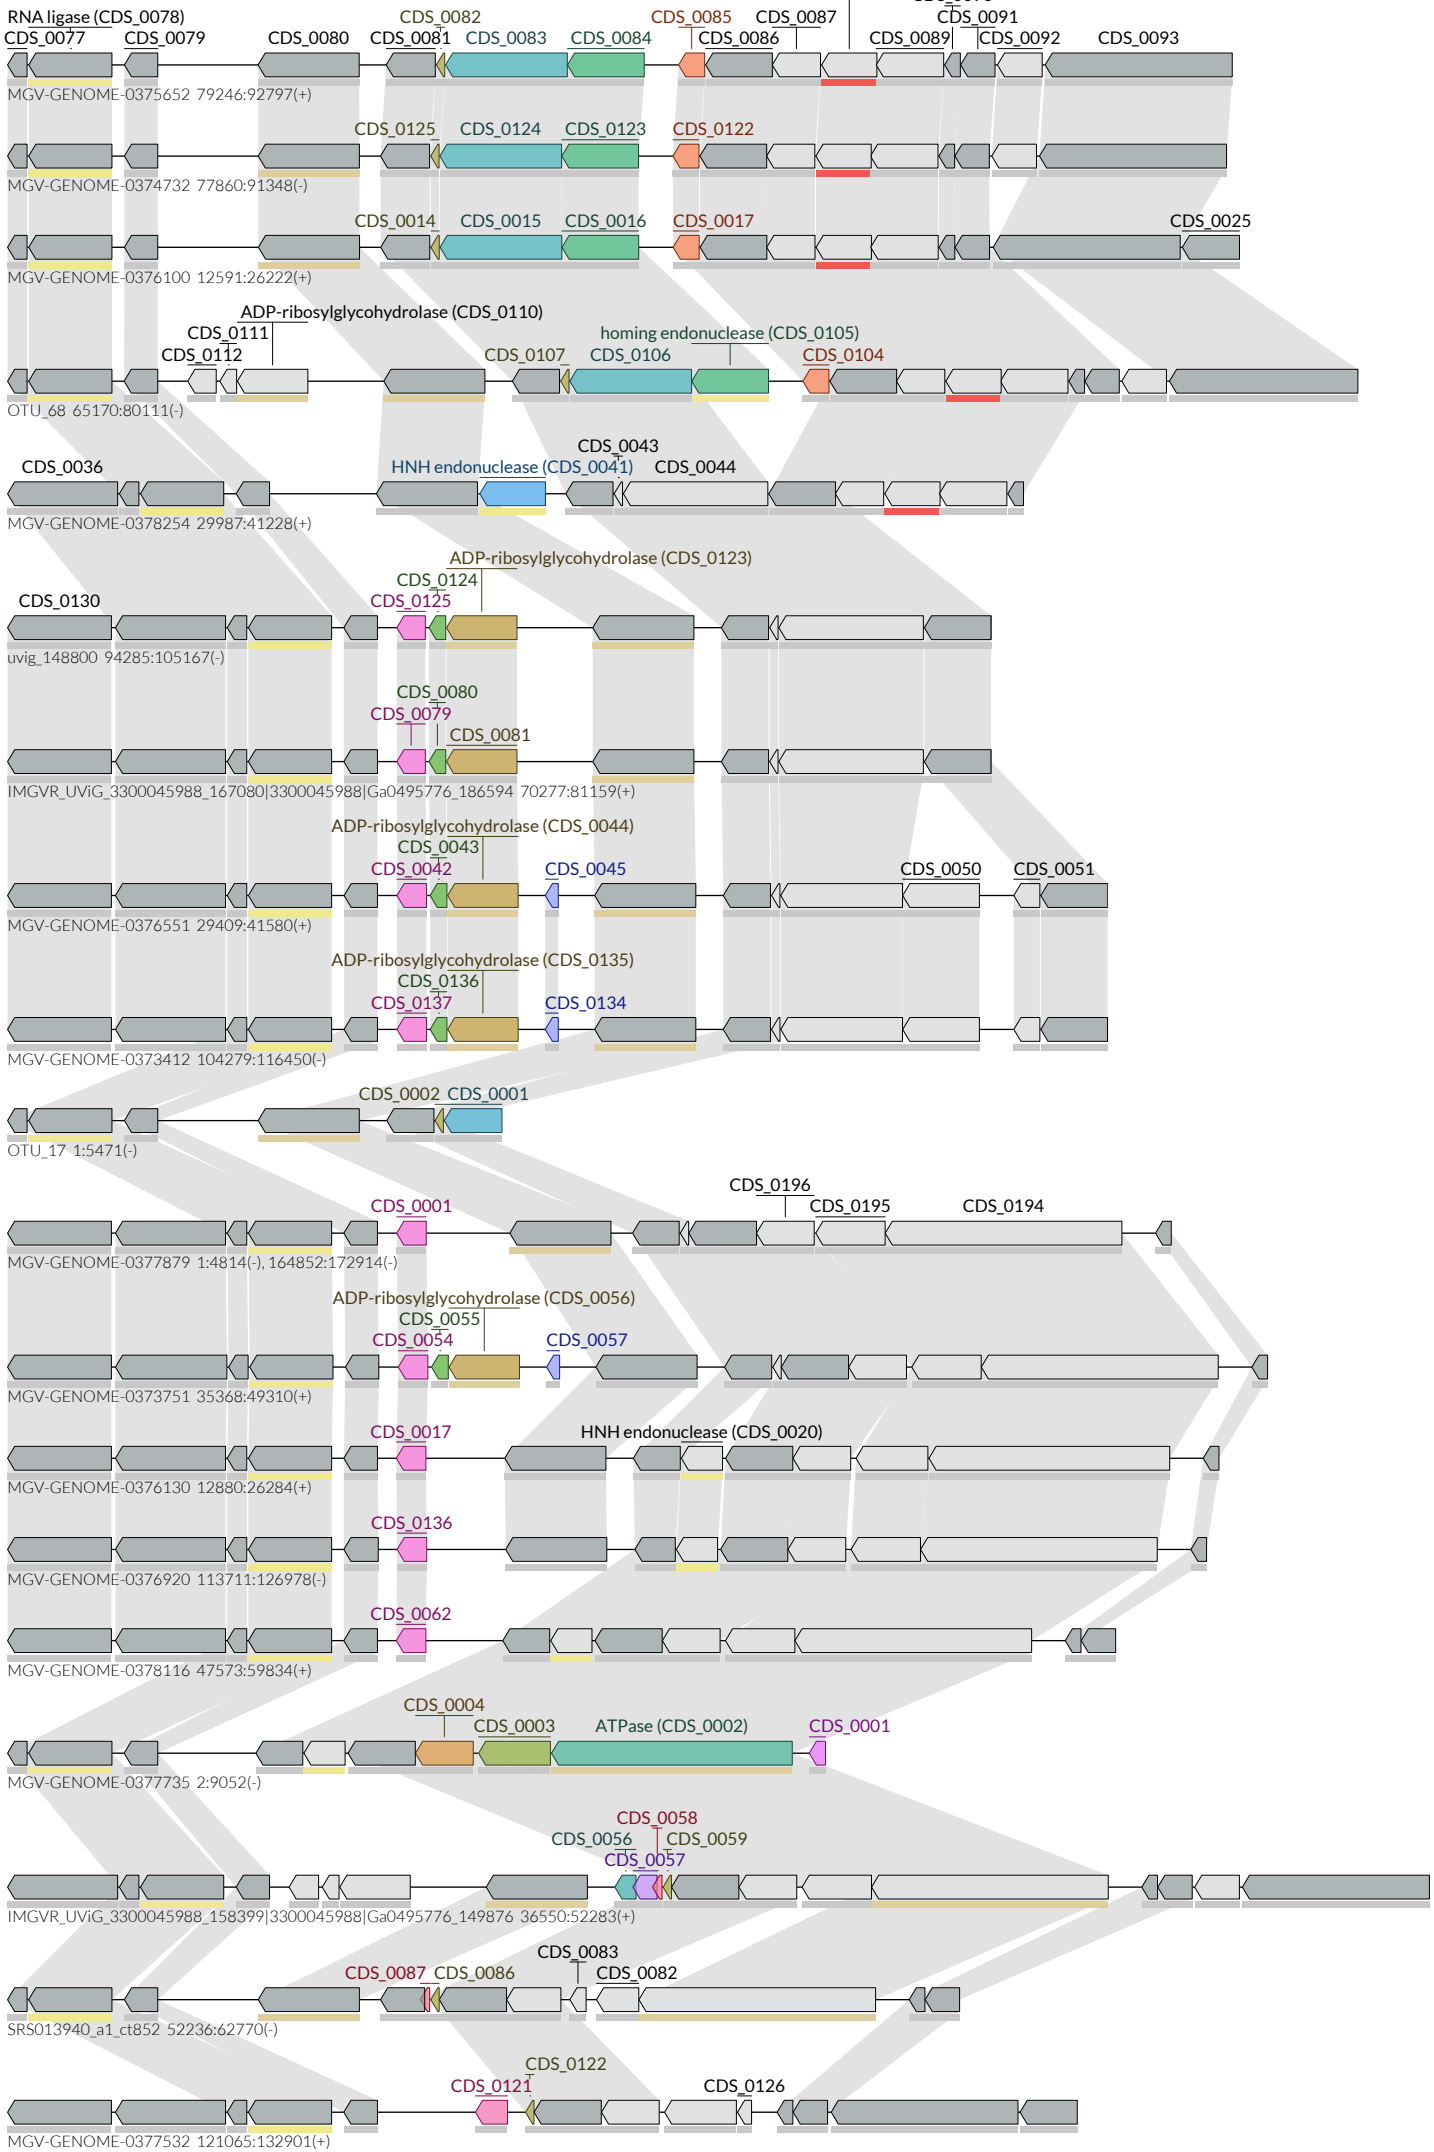 RNA ligase (CDS_0078) CDS_0082 CDS_0085 CDS_0087 CDS_0091
CDS_0077 CDS_0079 CDS_0080 CDS_0081 CDS_0083 CDS_0084 CDS_0086 CDS_0089 CDS_0092 CDS_0093
MGV-GENOME-0375652 79246:92797(+)
CDS_0125 CDS_0124 CDS_0123 CDS_0122
MGV-GENOME-0374732 77860:91348(-)
CDS_0014 CDS_0015 CDS_0016 CDS_0017 CDS_0025
MGV-GENOME-0376100 12591:26222(+)
ADP-ribosylglycohydrolase (CDS_0110)
CDS_0111 homing endonuclease (CDS_0105)
CDS_0112 CDS_0107 CDS_0106 CDS_0104
OTU_68 65170:80111(-)
CDS_0043
CDS_0036 HNH endonuclease (CDS_0041) CDS_0044
MGV-GENOME-0378254 29987:41228(+)
ADP-ribosylglycohydrolase (CDS_0123)
CDS_0124
CDS_0130 CDS_0125
uvig_148800 94285:105167(-)
CDS_0080
CDS_0079
CDS_0081
IMGVR_UViG_3300045988_167080|3300045988|Ga0495776_186594 70277:81159(+)
ADP-ribosylglycohydrolase (CDS_0044)
CDS_0043
CDS_0042 CDS_0045 CDS_0050 CDS_0051
MGV-GENOME-0376551 29409:41580(+)
ADP-ribosylglycohydrolase (CDS_0135)
CDS_0136
CDS_0137 CDS_0134
MGV-GENOME-0373412 104279:116450(-)
CDS_0002 CDS_0001
OTU_17 1:5471(-)
CDS_0196
CDS_0001 CDS_0195 CDS_0194
MGV-GENOME-0377879 1:4814(-), 164852:172914(-)
ADP-ribosylglycohydrolase (CDS_0056)
CDS_0055
CDS_0054 CDS_0057
MGV-GENOME-0373751 35368:49310(+)
CDS_0017 HNH endonuclease (CDS_0020)
MGV-GENOME-0376130 12880:26284(+)
CDS_0136
MGV-GENOME-0376920 113711:126978(-)
CDS_0062
MGV-GENOME-0378116 47573:59834(+)
CDS_0004
CDS_0003 ATPase (CDS_0002) CDS_0001
MGV-GENOME-0377735 2:9052(-)
CDS_0058
CDS_0056 CDS_0059
CDS_0057
IMGVR_UViG_3300045988_158399|3300045988|Ga0495776_149876 36550:52283(+)
CDS_0083
CDS_0087 CDS_0086 CDS_0082
SRS013940_a1_ct852 52236:62770(-)
CDS_0122
CDS_0121 CDS_0126
MGV-GENOME-0377532 121065:132901(+)